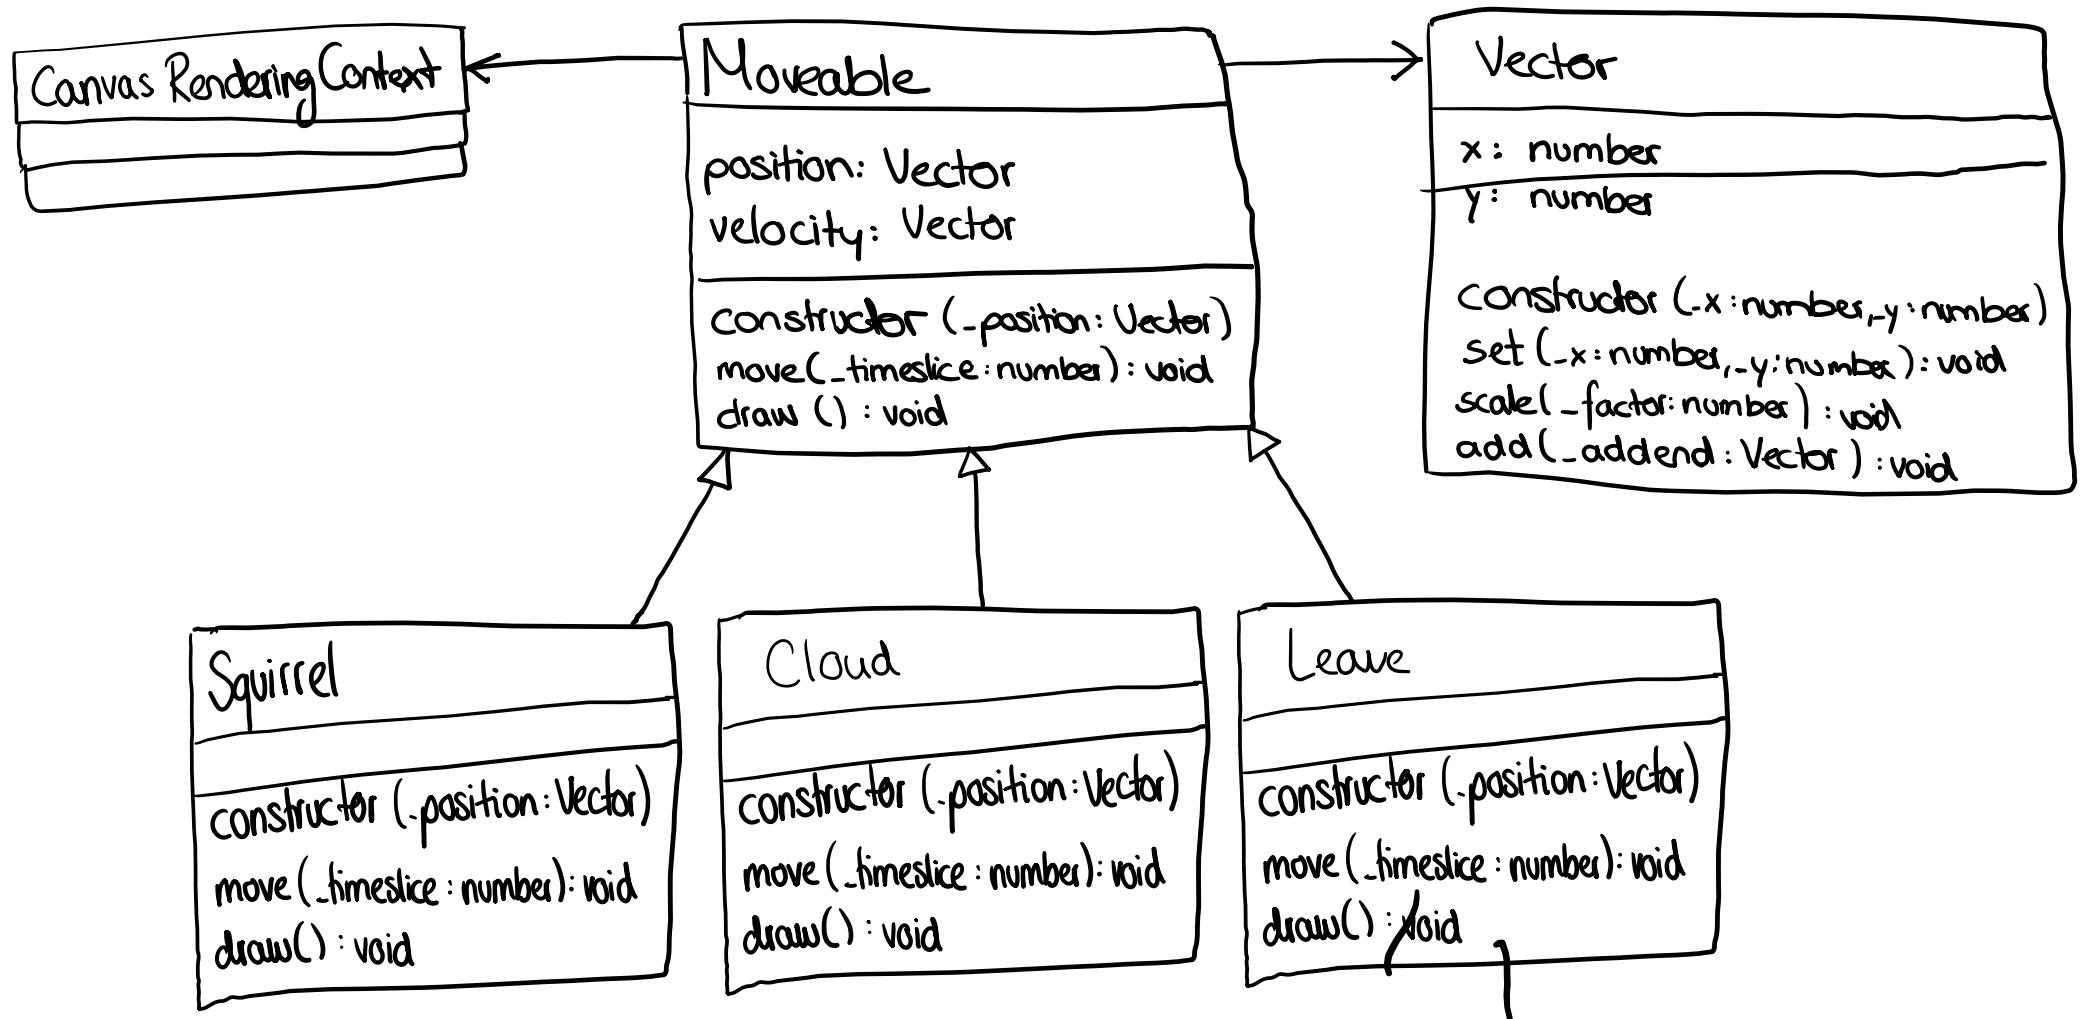 Canvas Rendering Context
Moveable
position: Vector
velocity: Vector
constructor (_position: Vector)
move (_timeslice: number): void
draw (): void
Vector
x: number
y: number
constructor (_x: number, _y: number)
set (_x: number, _y: number): void
scale (_factor: number): void
add (_addend: Vector): void
Squirrel
constructor (_position: Vector)
move (_timeslice: number): void
draw(): void
Cloud
constructor (_position: Vector)
move (_timeslice: number): void
draw(): void
Leave
constructor (_position: Vector)
move (_timeslice: number): void
draw(): void